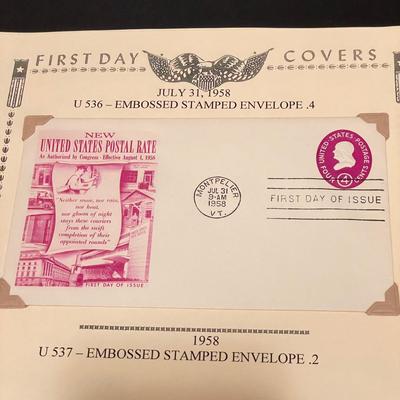 FIRST DAY COVERS
JULY 31, 1958
U 536 – EMBOSSED STAMPED ENVELOPE .4
NEW
UNITED STATES POSTAL RATE
As Authorized by Congress - Effective August 1, 1958
"Neither snow, nor rain,
nor heat,
nor gloom of night
stays these couriers
from the swift
completion of their
appointed rounds"
FIRST DAY OF ISSUE
MONTPELIER
JUL 31
9-AM
1958
VT.
FIRST DAY OF ISSUE
UNITED STATES POSTAGE
FOUR 4 CENTS
1958
U 537 – EMBOSSED STAMPED ENVELOPE .2